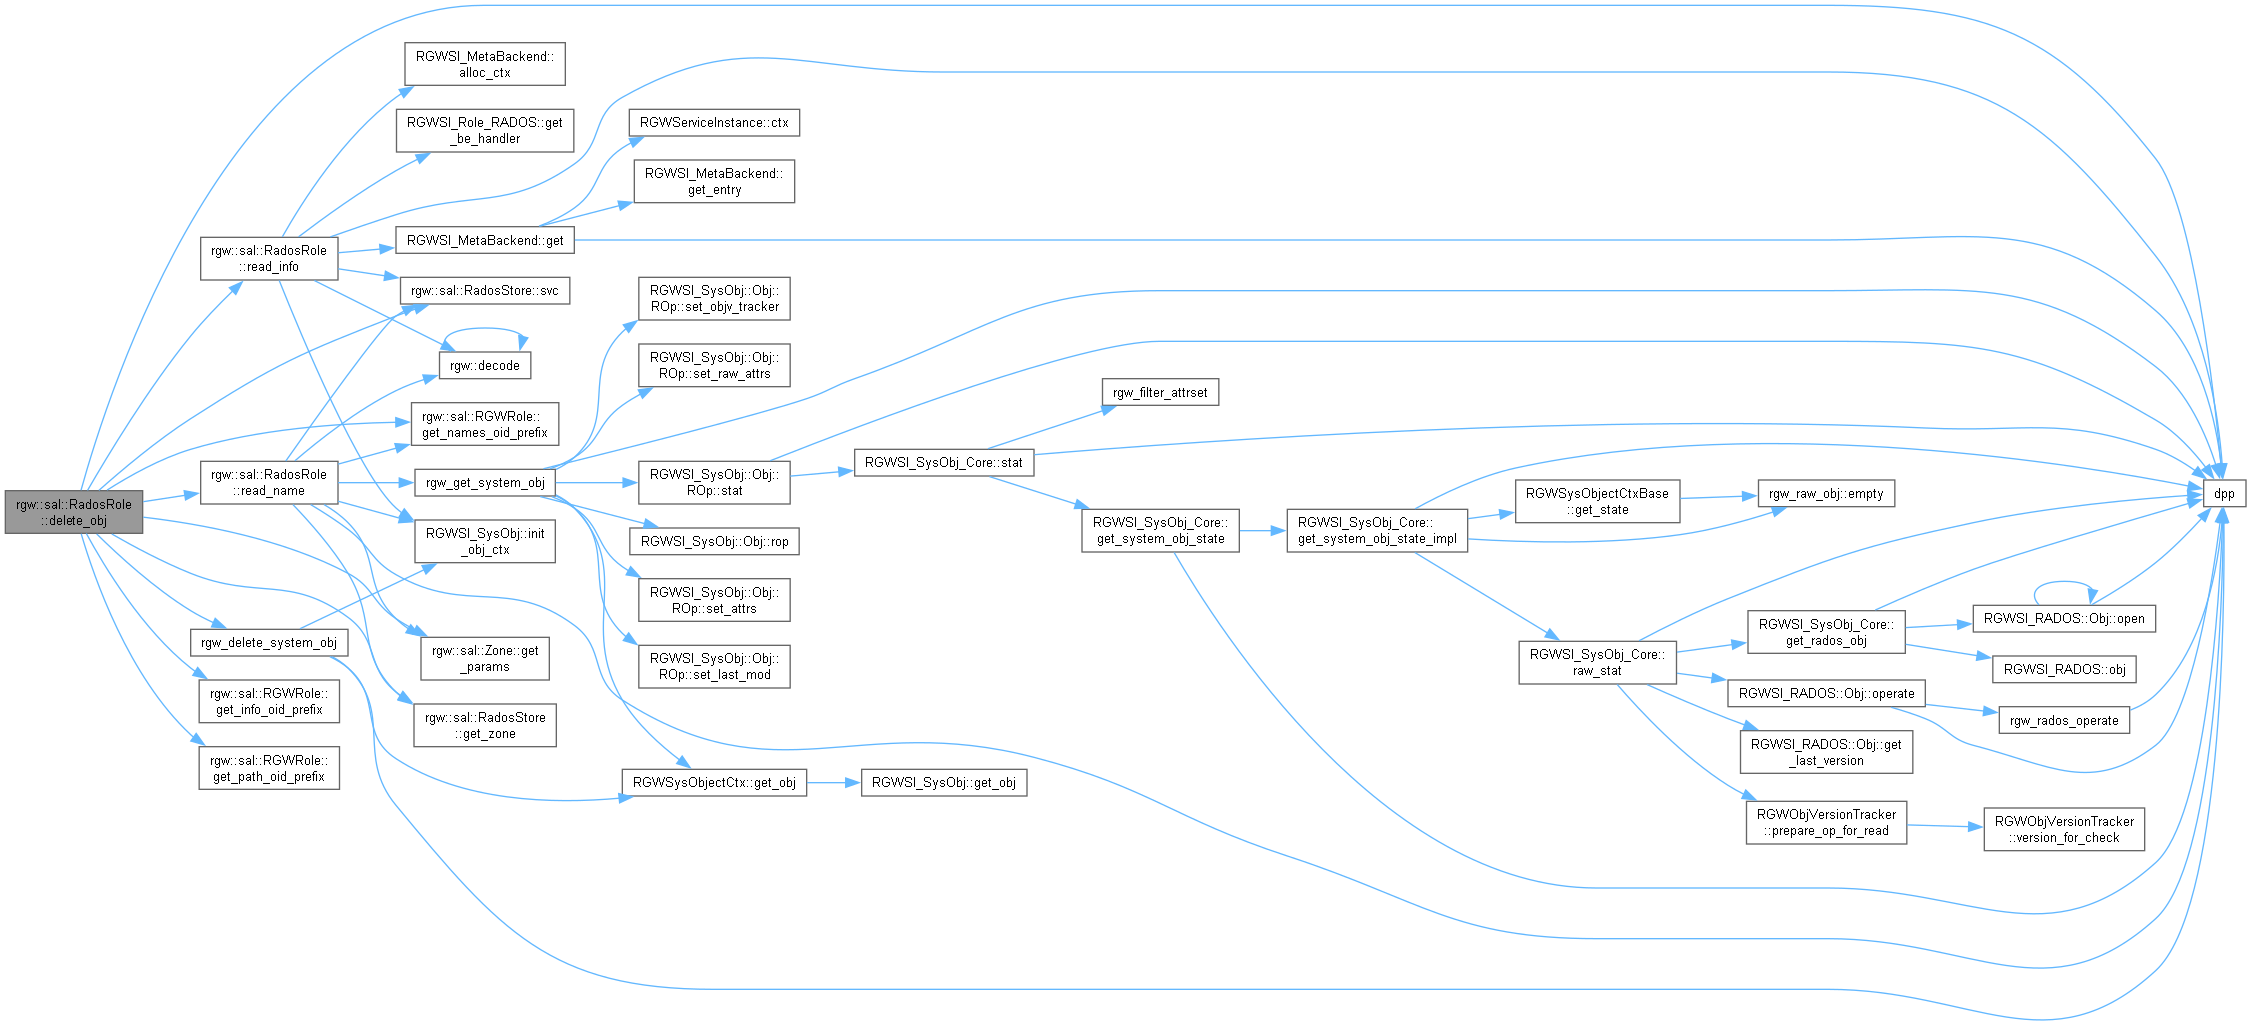 RGWSI_MetaBackend::
alloc_ctx
RGWSI_Role_RADOS::get
_be_handler
RGWServiceInstance::ctx
RGWSI_MetaBackend::
get_entry
rgw::sal::RadosRole
::read_info
RGWSI_MetaBackend::get
rgw::sal::RadosStore::svc
RGWSI_SysObj::Obj::
ROp::set_objv_tracker
rgw::decode
RGWSI_SysObj::Obj::
ROp::set_raw_attrs
rgw_filter_attrset
rgw::sal::RGWRole::
get_names_oid_prefix
rgw::sal::RadosRole
::delete_obj
rgw::sal::RadosRole
::read_name
rgw_get_system_obj
RGWSI_SysObj::Obj::
ROp::stat
RGWSI_SysObj_Core::stat
RGWSI_SysObj::init
_obj_ctx
RGWSI_SysObj::Obj::rop
RGWSI_SysObj_Core::
get_system_obj_state
RGWSI_SysObj_Core::
get_system_obj_state_impl
RGWSysObjectCtxBase
::get_state
rgw_raw_obj::empty
dpp
RGWSI_SysObj::Obj::
ROp::set_attrs
rgw_delete_system_obj
rgw::sal::Zone::get
_params
RGWSI_SysObj::Obj::
ROp::set_last_mod
RGWSI_SysObj_Core::
raw_stat
RGWSI_SysObj_Core::
get_rados_obj
RGWSI_RADOS::Obj::open
RGWSI_RADOS::obj
rgw::sal::RGWRole::
get_info_oid_prefix
rgw::sal::RadosStore
::get_zone
RGWSI_RADOS::Obj::operate
rgw_rados_operate
rgw::sal::RGWRole::
get_path_oid_prefix
RGWSysObjectCtx::get_obj
RGWSI_SysObj::get_obj
RGWSI_RADOS::Obj::get
_last_version
RGWObjVersionTracker
::prepare_op_for_read
RGWObjVersionTracker
::version_for_check